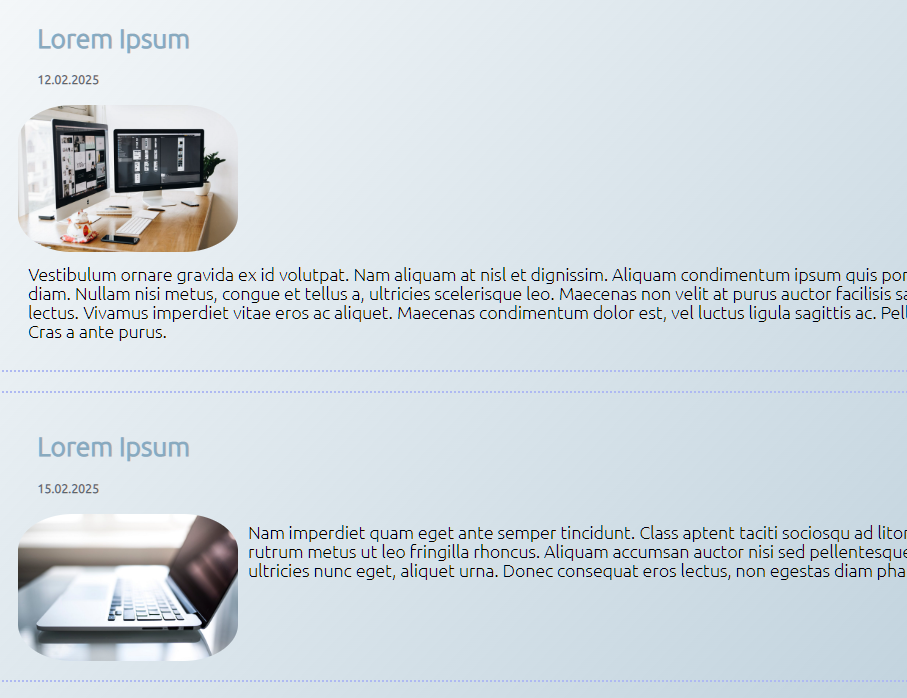 Lorem Ipsum
12.02.2025
Vestibulum ornare gravida ex id volutpat. Nam aliquam at nisl et dignissim. Aliquam condimentum ipsum quis por
diam. Nullam nisi metus, congue et tellus a, ultricies scelerisque leo. Maecenas non velit at purus auctor facilisis sa
lectus. Vivamus imperdiet vitae eros ac aliquet. Maecenas condimentum dolor est, vel luctus ligula sagittis ac. Pell
Cras a ante purus.
Lorem Ipsum
15.02.2025
Nam imperdiet quam eget ante semper tincidunt. Class aptent taciti sociosqu ad litor
rutrum metus ut leo fringilla rhoncus. Aliquam accumsan auctor nisi sed pellentesque
ultricies nunc eget, aliquet urna. Donec consequat eros lectus, non egestas diam pha